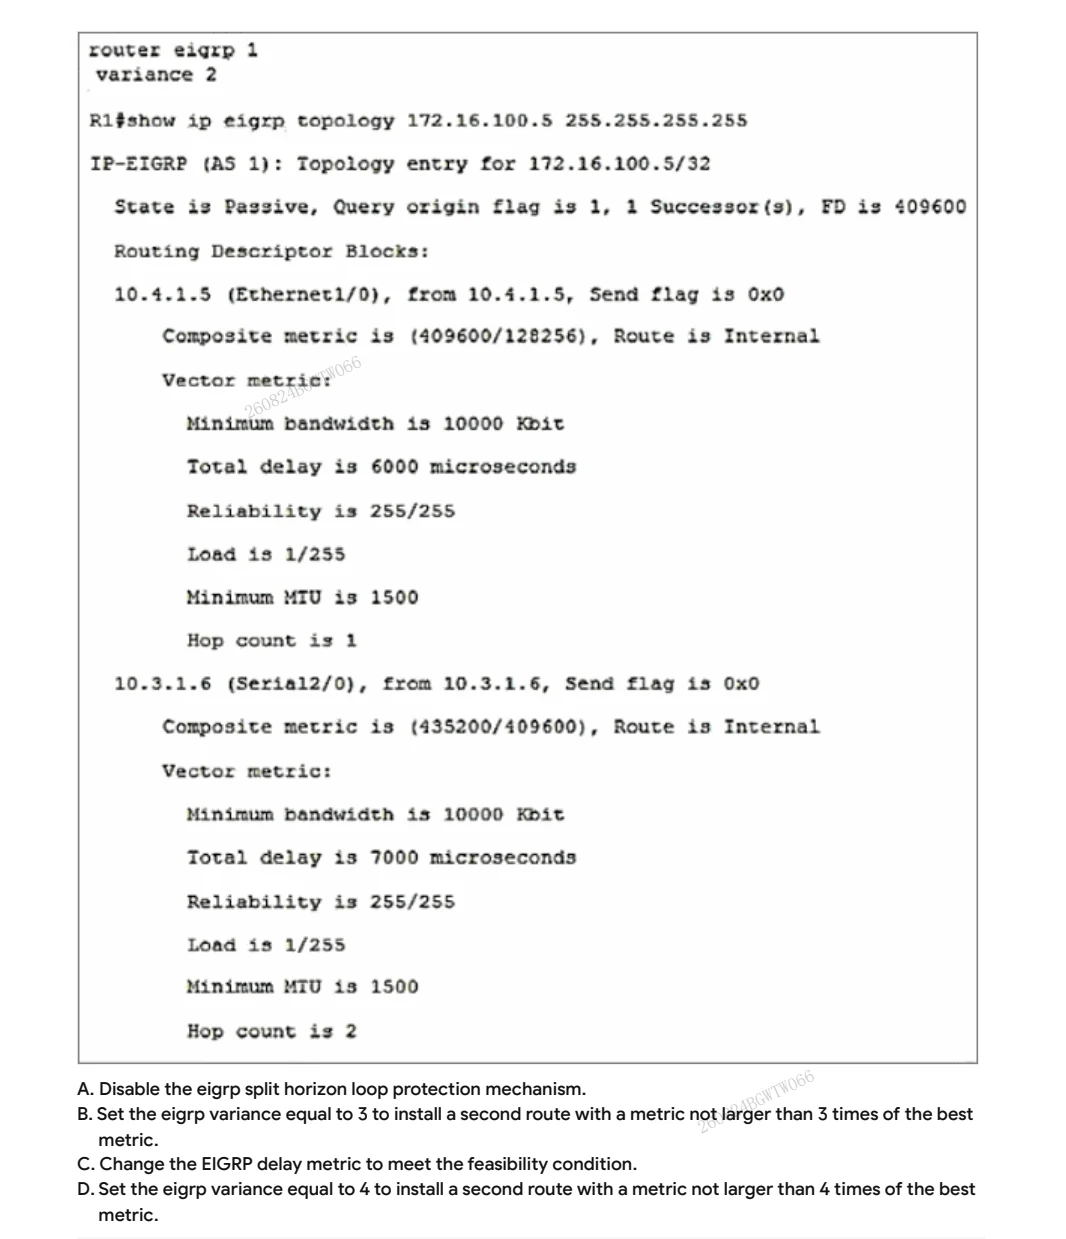 router eigrp 1
variance 2
R1#show ip eigrp topology 172.16.100.5 255.255.255.255
IP-EIGRP (AS 1): Topology entry for 172.16.100.5/32
State is Passive, Query origin flag is 1, 1 Successor(s), FD is 409600
Routing Descriptor Blocks:
10.4.1.5 (Ethernet1/0), from 10.4.1.5, Send flag is 0x0
Composite metric is (409600/128256), Route is Internal
Vector metric:
Minimum bandwidth is 10000 Kbit
Total delay is 6000 microseconds
Reliability is 255/255
Load is 1/255
Minimum MTU is 1500
Hop count is 1
10.3.1.6 (Serial2/0), from 10.3.1.6, Send flag is 0x0
Composite metric is (435200/409600), Route is Internal
Vector metric:
Minimum bandwidth is 10000 Kbit
Total delay is 7000 microseconds
Reliability is 255/255
Load is 1/255
Minimum MTU is 1500
Hop count is 2
A. Disable the eigrp split horizon loop protection mechanism.
B. Set the eigrp variance equal to 3 to install a second route with a metric not larger than 3 times of the best
metric.
C. Change the EIGRP delay metric to meet the feasibility condition.
D. Set the eigrp variance equal to 4 to install a second route with a metric not larger than 4 times of the best
metric.